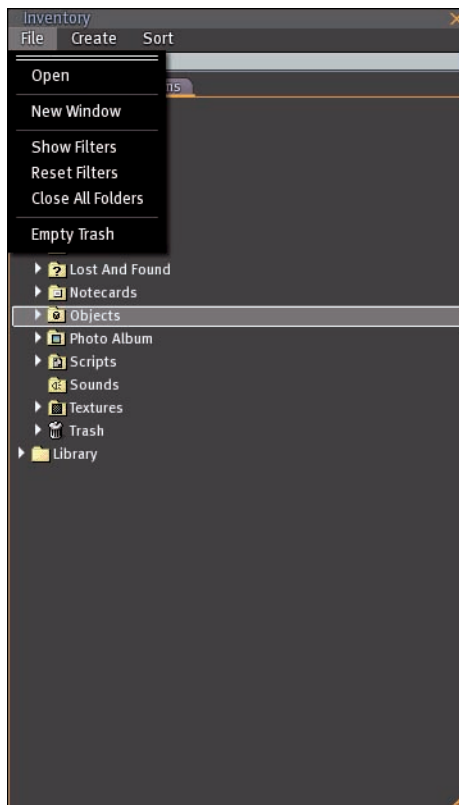 Inventory
File Create Sort
Open
New Window
Show Filters
Reset Filters
Close All Folders
Empty Trash
Lost And Found
Notecards
Objects
Photo Album
Scripts
Sounds
Textures
Trash
Library